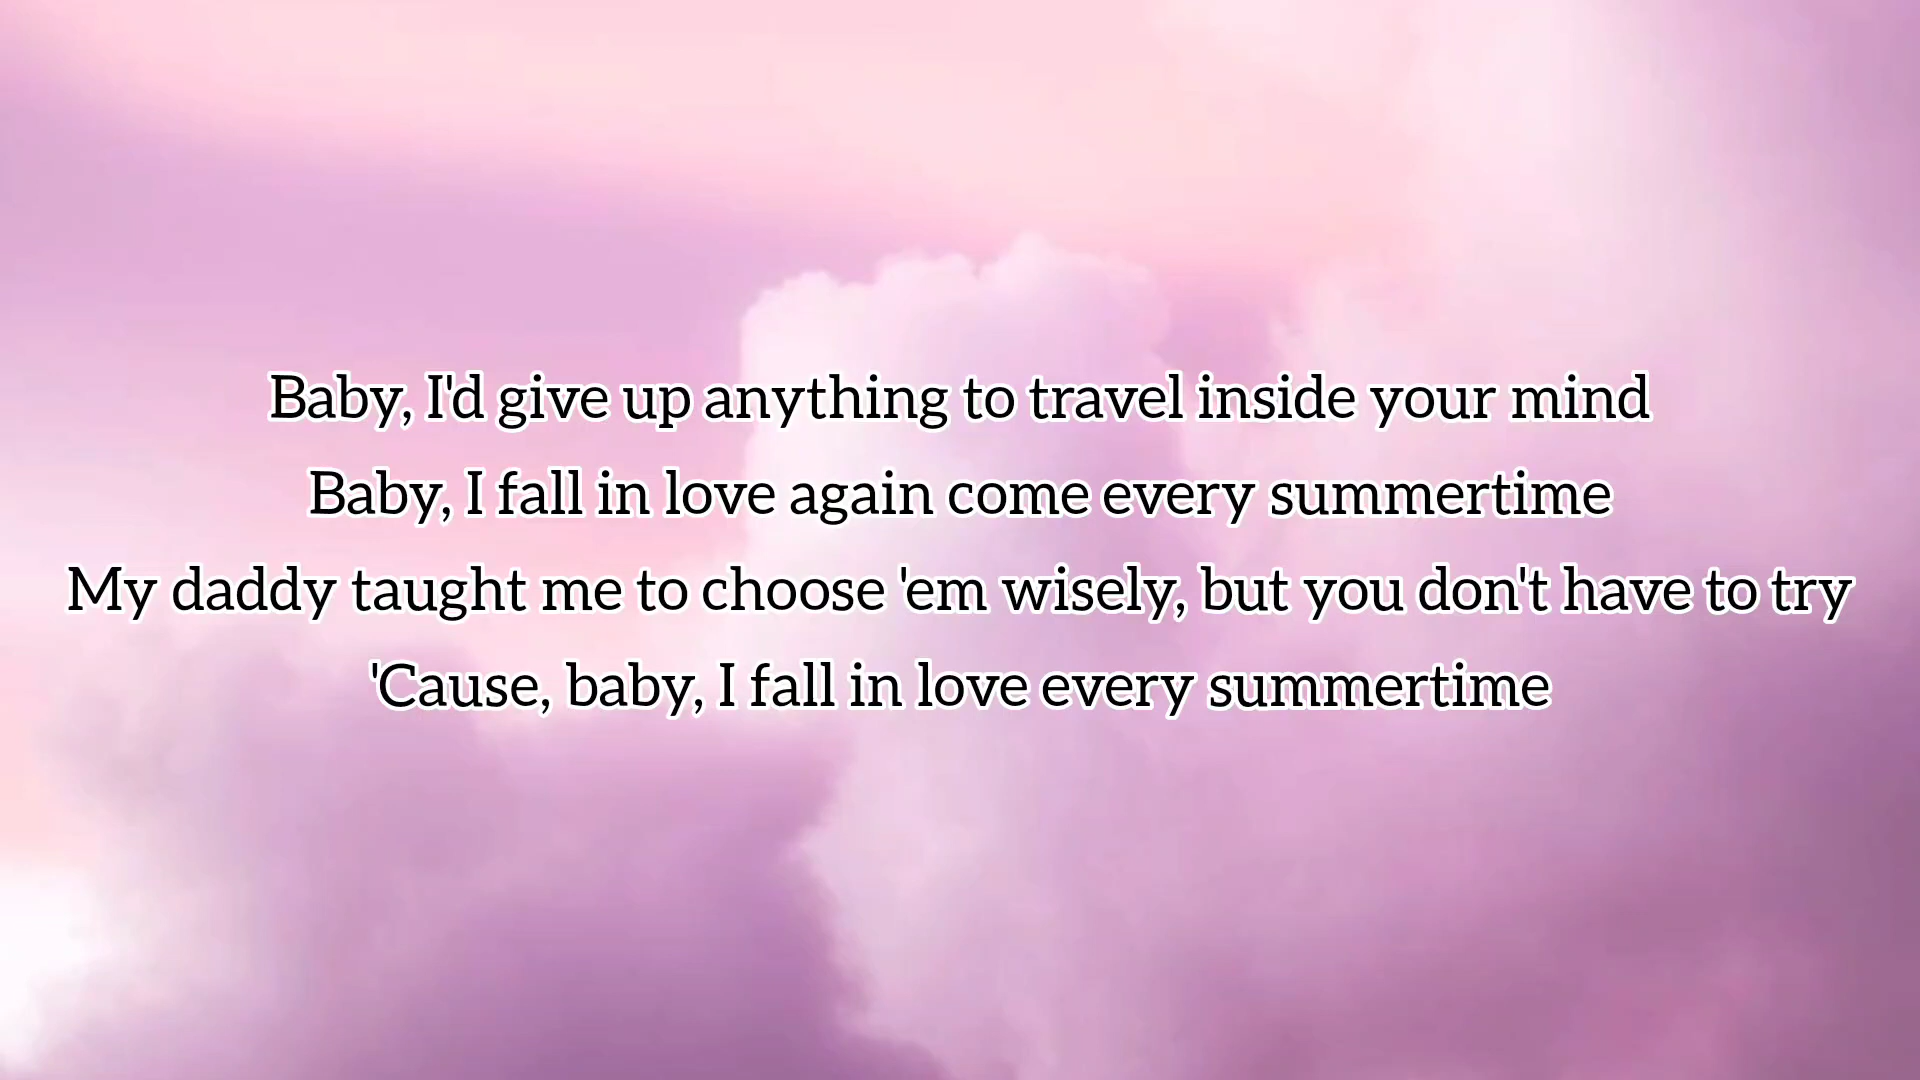 Baby, I'd give up anything to travel inside your mind
Baby, I fall in love again come every summertime
My daddy taught me to choose 'em wisely, but you don't have to try
'Cause, baby, I fall in love every summertime